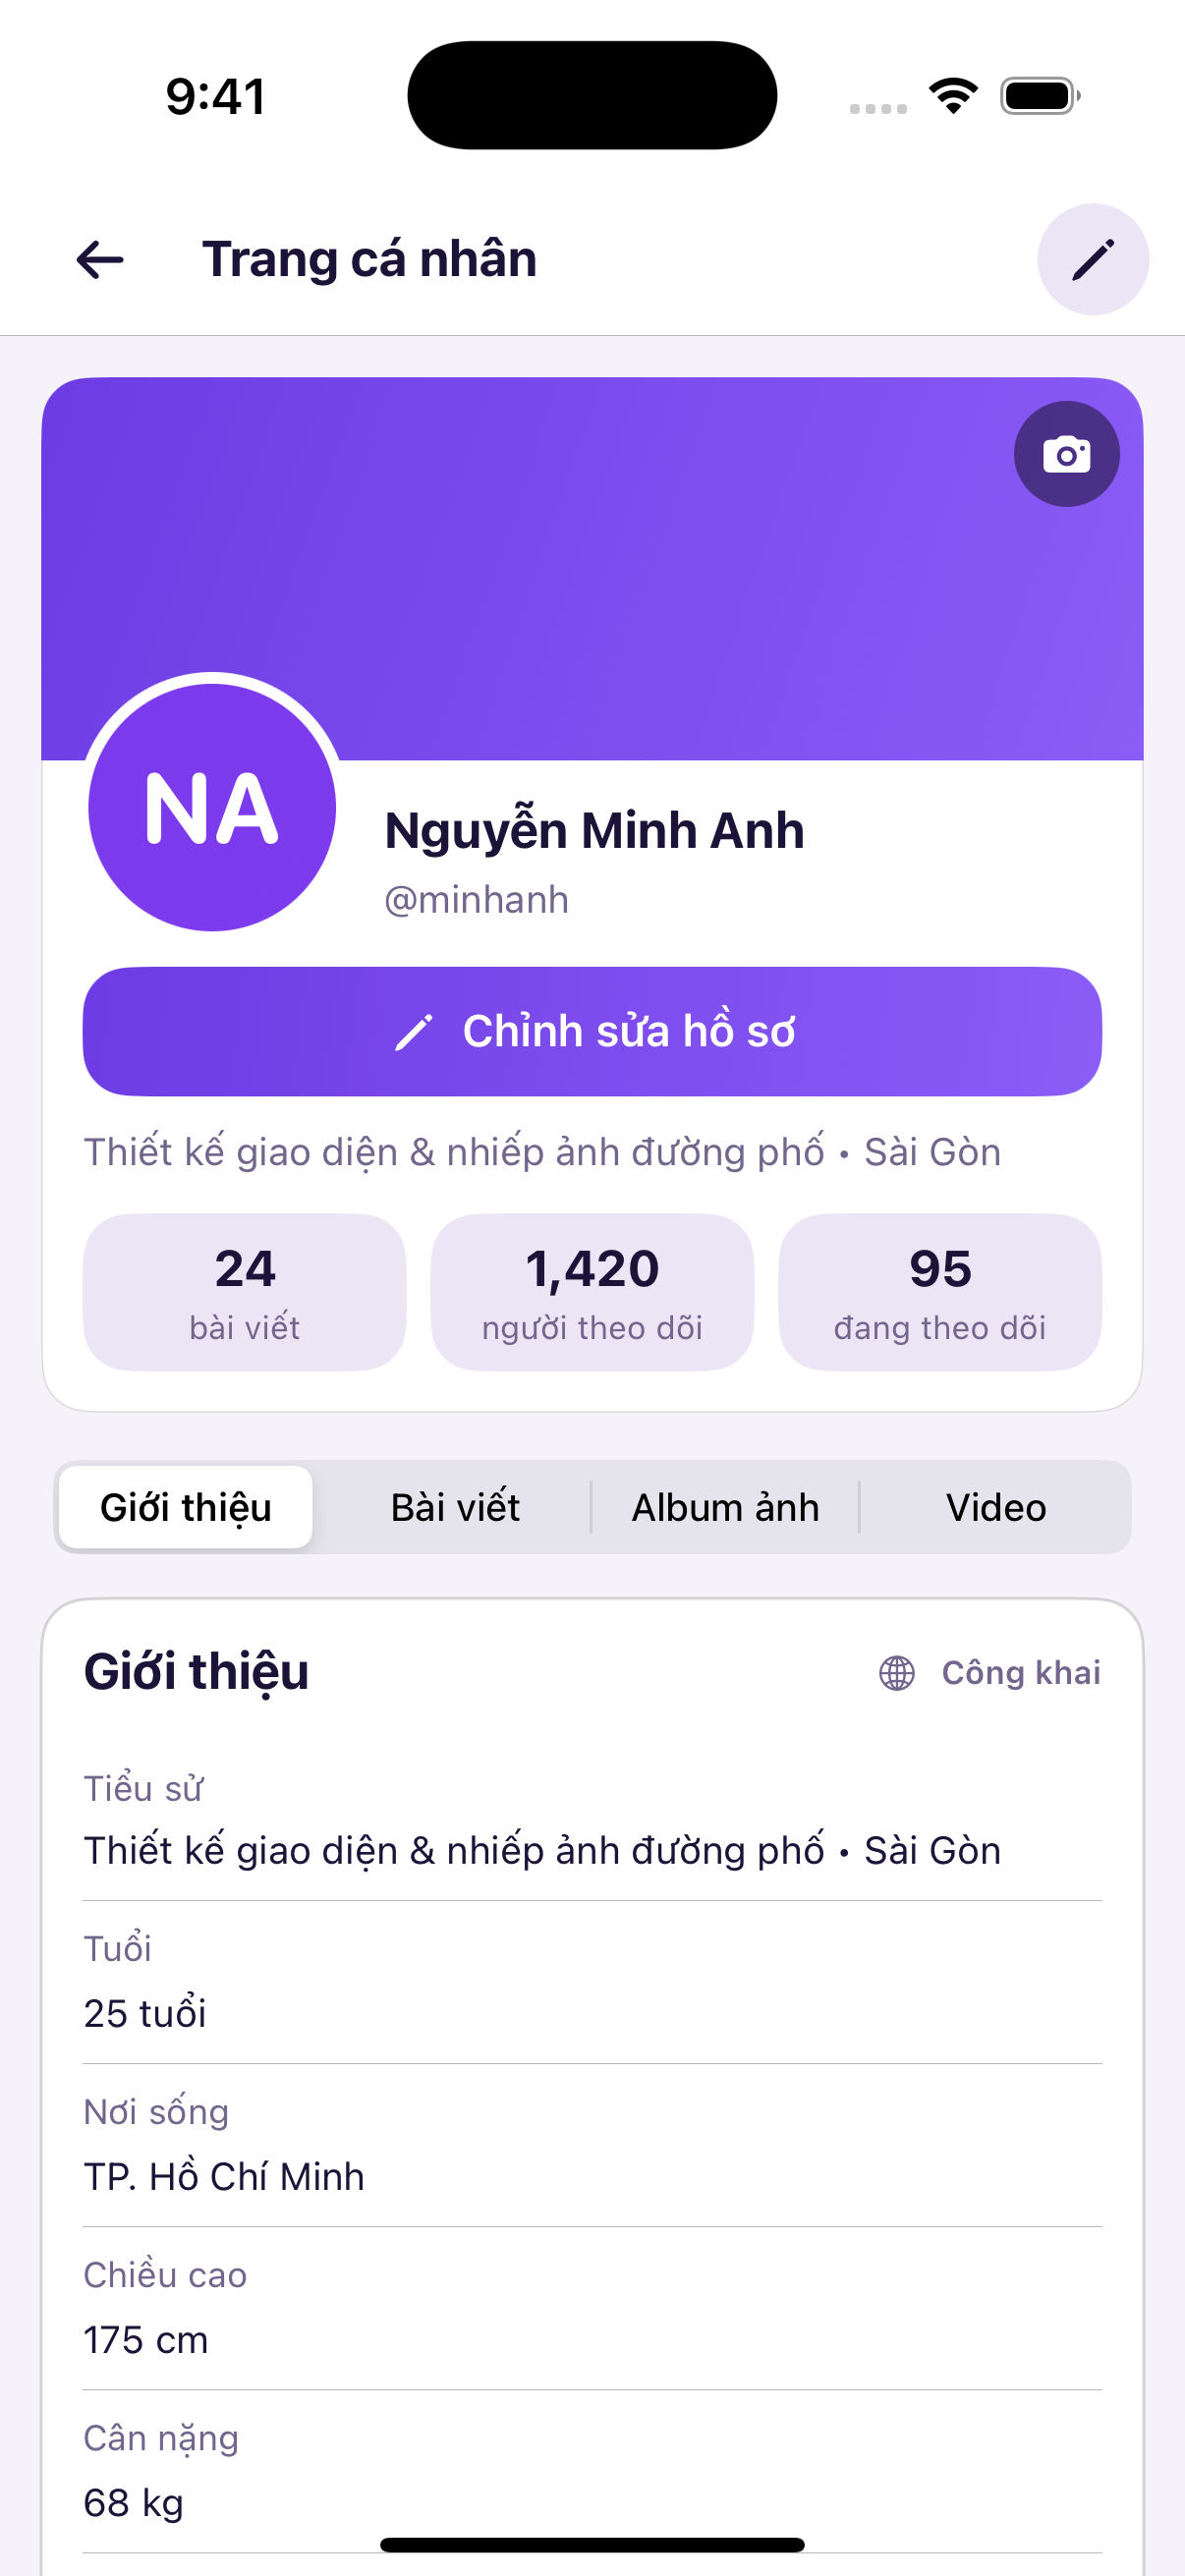 9:41
Trang cá nhân
NA
Nguyễn Minh Anh
@minhanh
Chỉnh sửa hồ sơ
Thiết kế giao diện & nhiếp ảnh đường phố • Sài Gòn
24
bài viết
1,420
người theo dõi
95
đang theo dõi
Giới thiệu
Bài viết
Album ảnh
Video
Giới thiệu
Công khai
Tiểu sử
Thiết kế giao diện & nhiếp ảnh đường phố • Sài Gòn
Tuổi
25 tuổi
Nơi sống
TP. Hồ Chí Minh
Chiều cao
175 cm
Cân nặng
68 kg